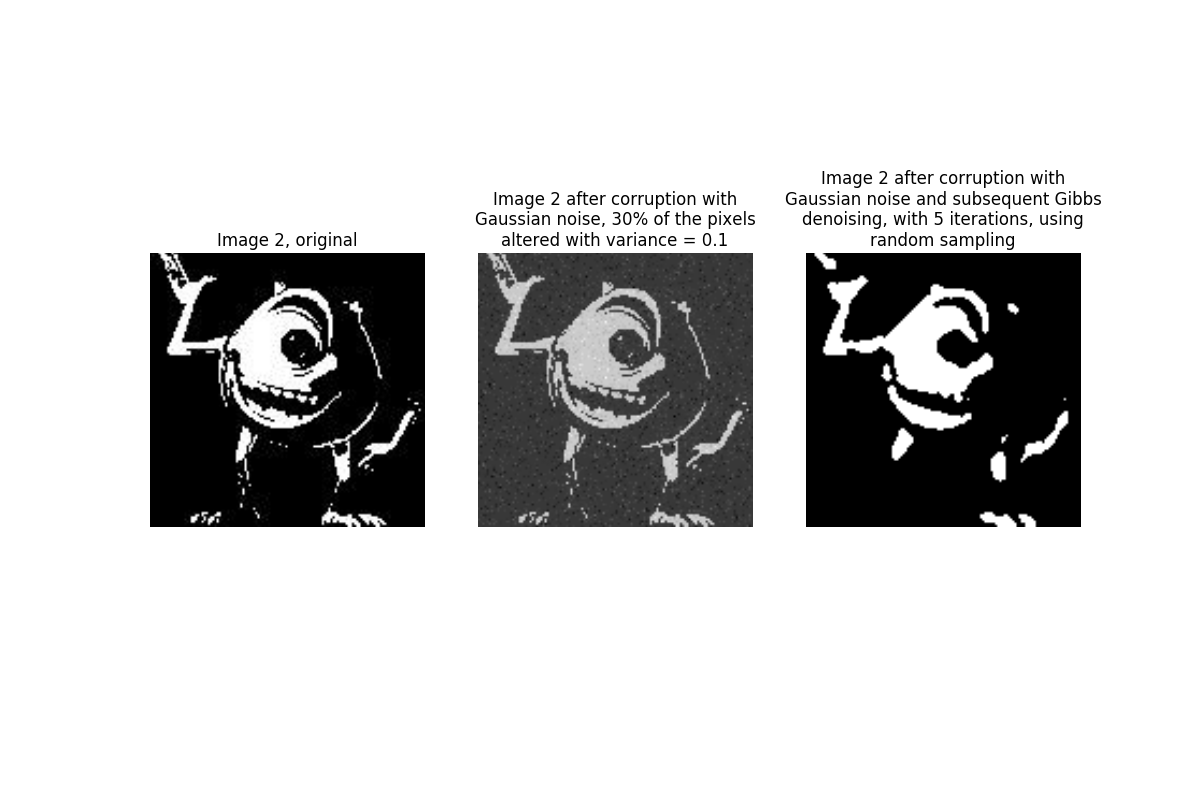 Image 2, original
Image 2 after corruption with
Gaussian noise, 30% of the pixels
altered with variance = 0.1
Image 2 after corruption with
Gaussian noise and subsequent Gibbs
denoising, with 5 iterations, using
random sampling